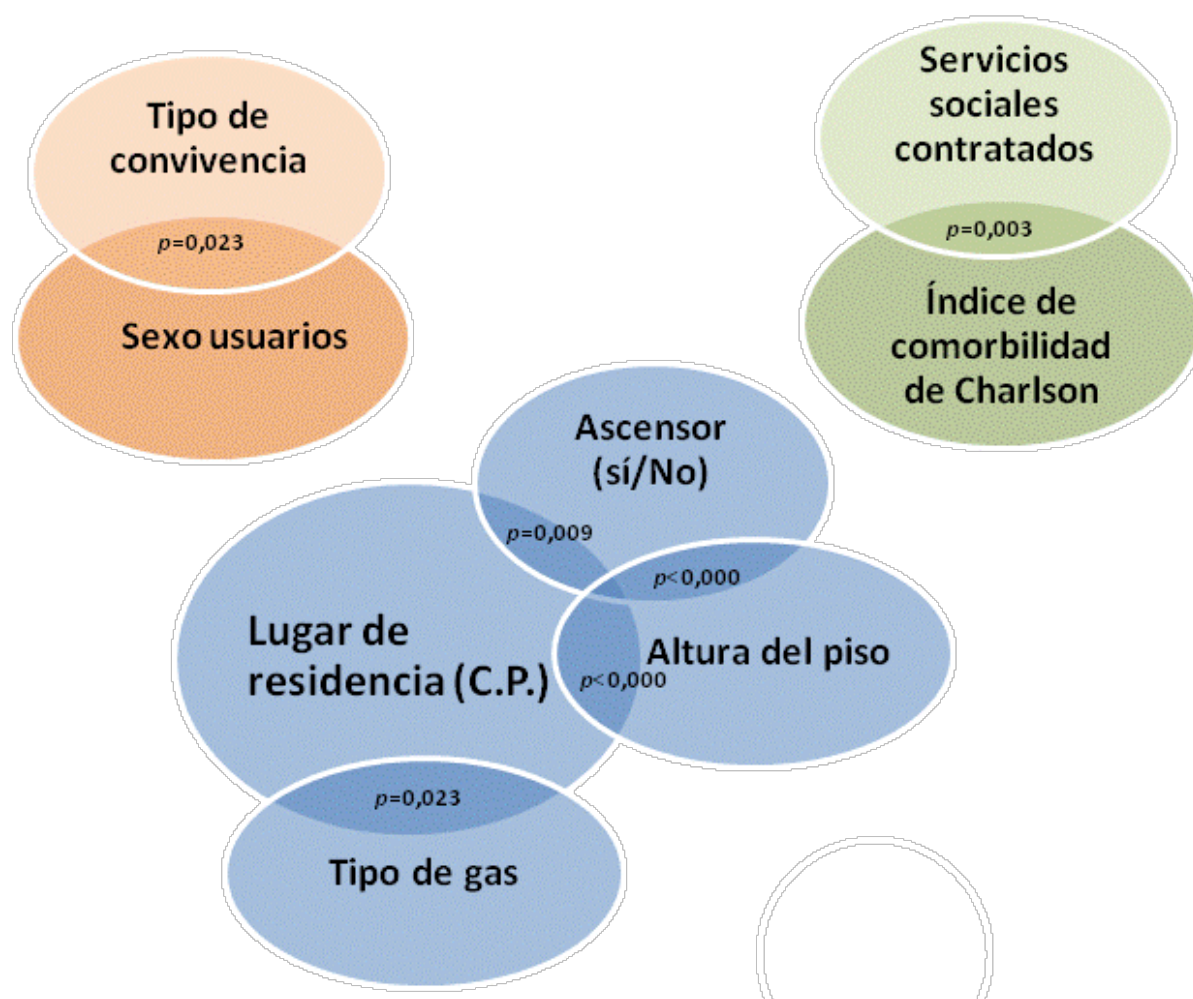 Tipo de
convivencia
p=0,023
Sexo usuarios
Servicios
sociales
contratados
p=0,003
Índice de
comorbilidad
de Charlson
Ascensor
(sí/No)
p=0,009
p<0,000
Lugar de
residencia (C.P.)
Altura del piso
p<0,000
p=0,023
Tipo de gas